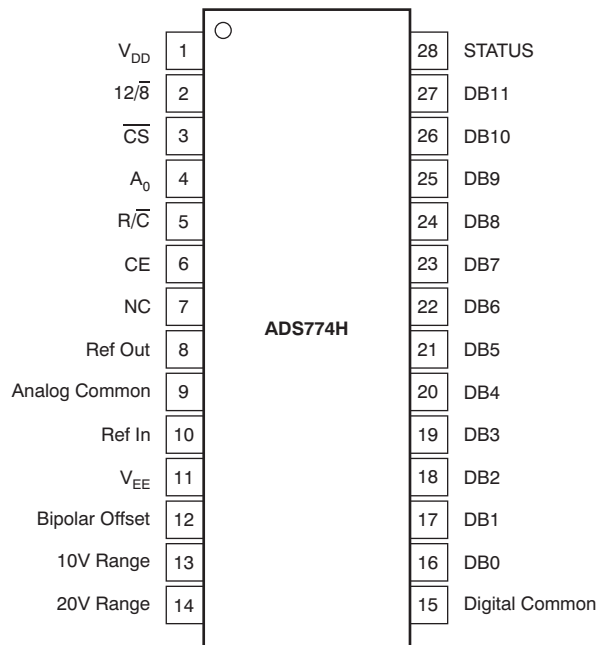 V_DD 1
12/8̅ 2
C̅S̅ 3
A_0 4
R/C̅ 5
CE 6
NC 7
Ref Out 8
Analog Common 9
Ref In 10
V_EE 11
Bipolar Offset 12
10V Range 13
20V Range 14
ADS774H
28 STATUS
27 DB11
26 DB10
25 DB9
24 DB8
23 DB7
22 DB6
21 DB5
20 DB4
19 DB3
18 DB2
17 DB1
16 DB0
15 Digital Common